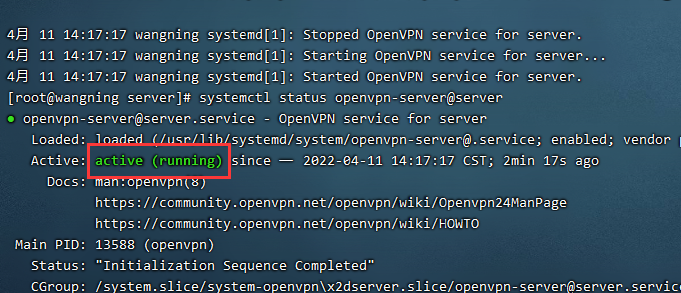 4月 11 14:17:17 wangning systemd[1]: Stopped OpenVPN service for server.
4月 11 14:17:17 wangning systemd[1]: Starting OpenVPN service for server...
4月 11 14:17:17 wangning systemd[1]: Started OpenVPN service for server.
[root@wangning server]# systemctl status openvpn-server@server
● openvpn-server@server.service - OpenVPN service for server
Loaded: loaded (/usr/lib/systemd/system/openvpn-server@.service; enabled; vendor p
Active: active (running) since 一 2022-04-11 14:17:17 CST; 2min 17s ago
Docs: man:openvpn(8)
https://community.openvpn.net/openvpn/wiki/Openvpn24ManPage
https://community.openvpn.net/openvpn/wiki/HOWTO
Main PID: 13588 (openvpn)
Status: "Initialization Sequence Completed"
CGroup: /system.slice/system-openvpn\x2dserver.slice/openvpn-server@server.servic